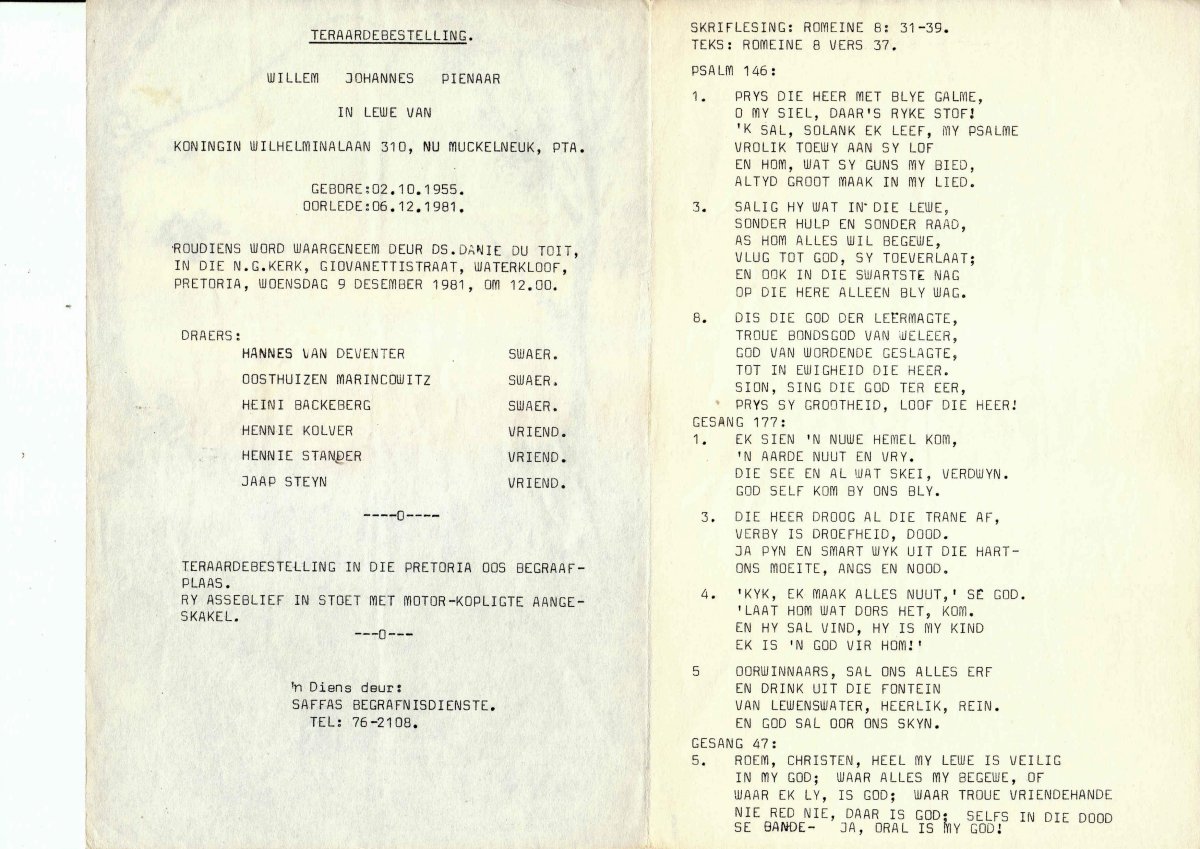 TERAARDEBESTELLING.
WILLEM JOHANNES PIENAAR
IN LEWE VAN
KONINGIN WILHELMINALAAN 310, NU MUCKELNEUK, PTA.
GEBORE:02.10.1955.
OORLEDE:06.12.1981.
ROUDIENS WORD WAARGENEEM DEUR DS.DANIE DU TOIT,
IN DIE N.G.KERK, GIOVANETTISTRAAT, WATERKLOOF,
PRETORIA, WOENSDAG 9 DESEMBER 1981, OM 12.00.
DRAERS:
HANNES VAN DEVENTER SWAER.
OOSTHUIZEN MARINCOWITZ SWAER.
HEINI BACKEBERG SWAER.
HENNIE KOLVER VRIEND.
HENNIE STANDER VRIEND.
JAAP STEYN VRIEND.
----O----
TERAARDEBESTELLING IN DIE PRETORIA OOS BEGRAAF-
PLAAS.
RY ASSEBLIEF IN STOET MET MOTOR-KOPLIGTE AANGE-
SKAKEL.
---O---
'n Diens deur:
SAFFAS BEGRAFNISDIENSTE.
TEL: 76-2108.
SKRIFLESING: ROMEINE 8: 31-39.
TEKS: ROMEINE 8 VERS 37.
PSALM 146:
1. PRYS DIE HEER MET BLYE GALME,
O MY SIEL, DAAR'S RYKE STOF!
'K SAL, SOLANK EK LEEF, MY PSALME
VROLIK TOEWY AAN SY LOF
EN HOM, WAT SY GUNS MY BIED,
ALTYD GROOT MAAK IN MY LIED.
3. SALIG HY WAT IN DIE LEWE,
SONDER HULP EN SONDER RAAD,
AS HOM ALLES WIL BEGEWE,
VLUG TOT GOD, SY TOEVERLAAT;
EN OOK IN DIE SWARTSTE NAG
OP DIE HERE ALLEEN BLY WAG.
8. DIS DIE GOD DER LEËRMAGTE,
TROUE BONDSGOD VAN WELEER,
GOD VAN WORDENDE GESLAGTE,
TOT IN EWIGHEID DIE HEER.
SION, SING DIE GOD TER EER,
PRYS SY GROOTHEID, LOOF DIE HEER!
GESANG 177:
1. EK SIEN 'N NUWE HEMEL KOM,
'N AARDE NUUT EN VRY.
DIE SEE EN AL WAT SKEI, VERDWYN.
GOD SELF KOM BY ONS BLY.
3. DIE HEER DROOG AL DIE TRANE AF,
VERBY IS DROEFHEID, DOOD.
JA PYN EN SMART WYK UIT DIE HART-
ONS MOEITE, ANGS EN NOOD.
4. 'KYK, EK MAAK ALLES NUUT,' SÊ GOD.
'LAAT HOM WAT DORS HET, KOM.
EN HY SAL VIND, HY IS MY KIND
EK IS 'N GOD VIR HOM!'
5 OORWINNAARS, SAL ONS ALLES ERF
EN DRINK UIT DIE FONTEIN
VAN LEWENSWATER, HEERLIK, REIN.
EN GOD SAL OOR ONS SKYN.
GESANG 47:
5. ROEM, CHRISTEN, HEEL MY LEWE IS VEILIG
IN MY GOD; WAAR ALLES MY BEGEWE, OF
WAAR EK LY, IS GOD; WAAR TROUE VRIENDEHANDE
NIE RED NIE, DAAR IS GOD; SELFS IN DIE DOOD
SE BANDE- JA, ORAL IS MY GOD!